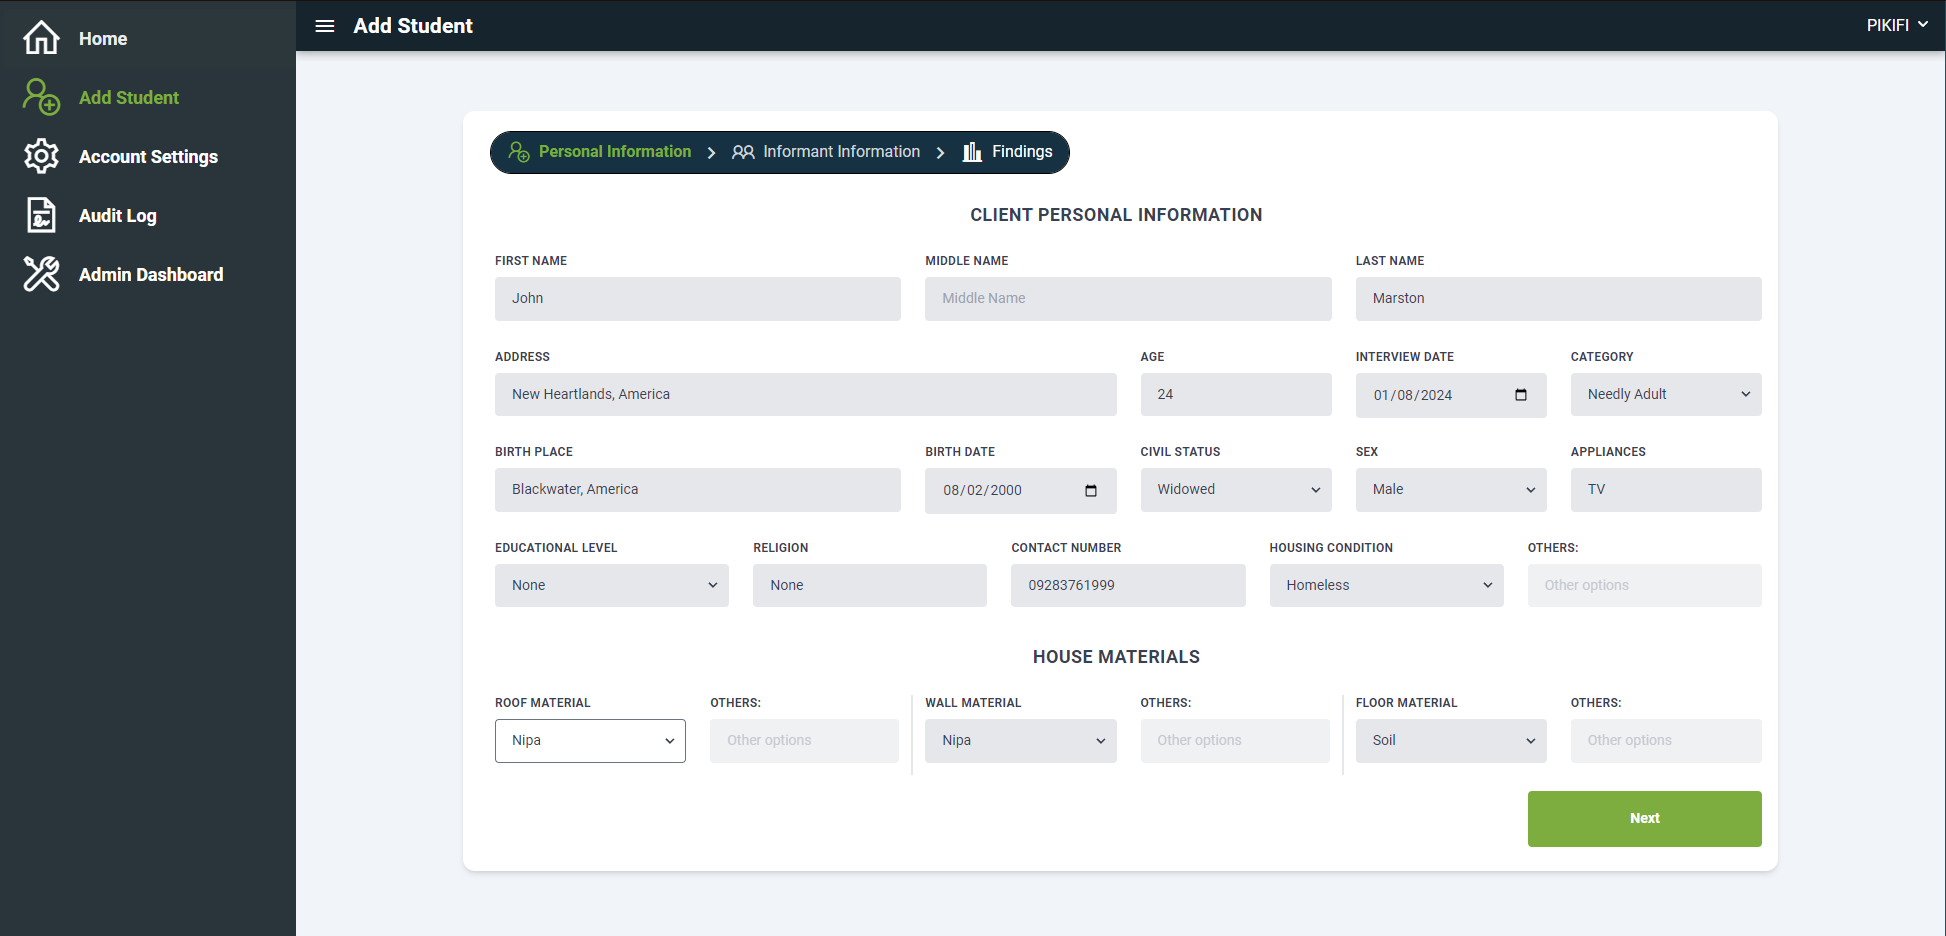 Home
Add Student
Account Settings
Audit Log
Admin Dashboard
Add Student
PIKIFI
Personal Information
Informant Information
Findings
CLIENT PERSONAL INFORMATION
FIRST NAME
MIDDLE NAME
LAST NAME
John
Middle Name
Marston
ADDRESS
AGE
INTERVIEW DATE
CATEGORY
New Heartlands, America
24
01/08/2024
Needly Adult
BIRTH PLACE
BIRTH DATE
CIVIL STATUS
SEX
APPLIANCES
Blackwater, America
08/02/2000
Widowed
Male
TV
EDUCATIONAL LEVEL
RELIGION
CONTACT NUMBER
HOUSING CONDITION
OTHERS:
None
None
09283761999
Homeless
Other options
HOUSE MATERIALS
ROOF MATERIAL
OTHERS:
WALL MATERIAL
OTHERS:
FLOOR MATERIAL
OTHERS:
Nipa
Other options
Nipa
Other options
Soil
Other options
Next